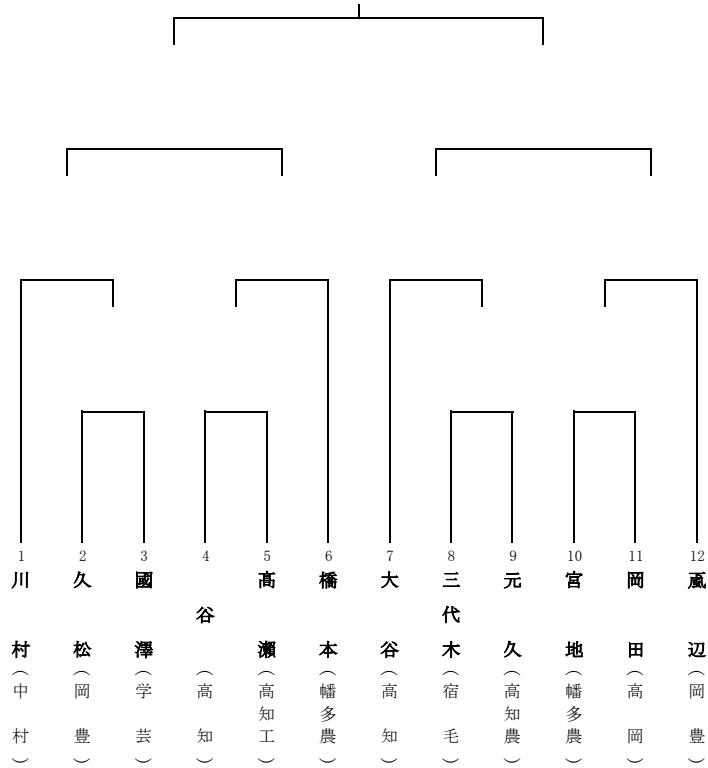 1 川村（中村）
2 久松（岡豊）
3 國澤（学芸）
4 谷（高知）
5 髙瀬（高知工）
6 橋本（幡多農）
7 大谷（高知）
8 三代木（宿毛）
9 元久（高知農）
10 宮地（幡多農）
11 岡田（高岡）
12 辺（岡豊）